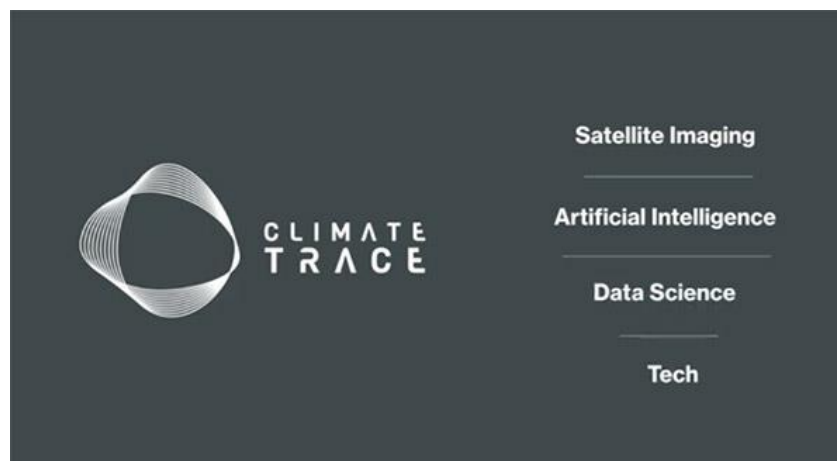 CLIMATE
TRACE
Satellite Imaging
Artificial Intelligence
Data Science
Tech